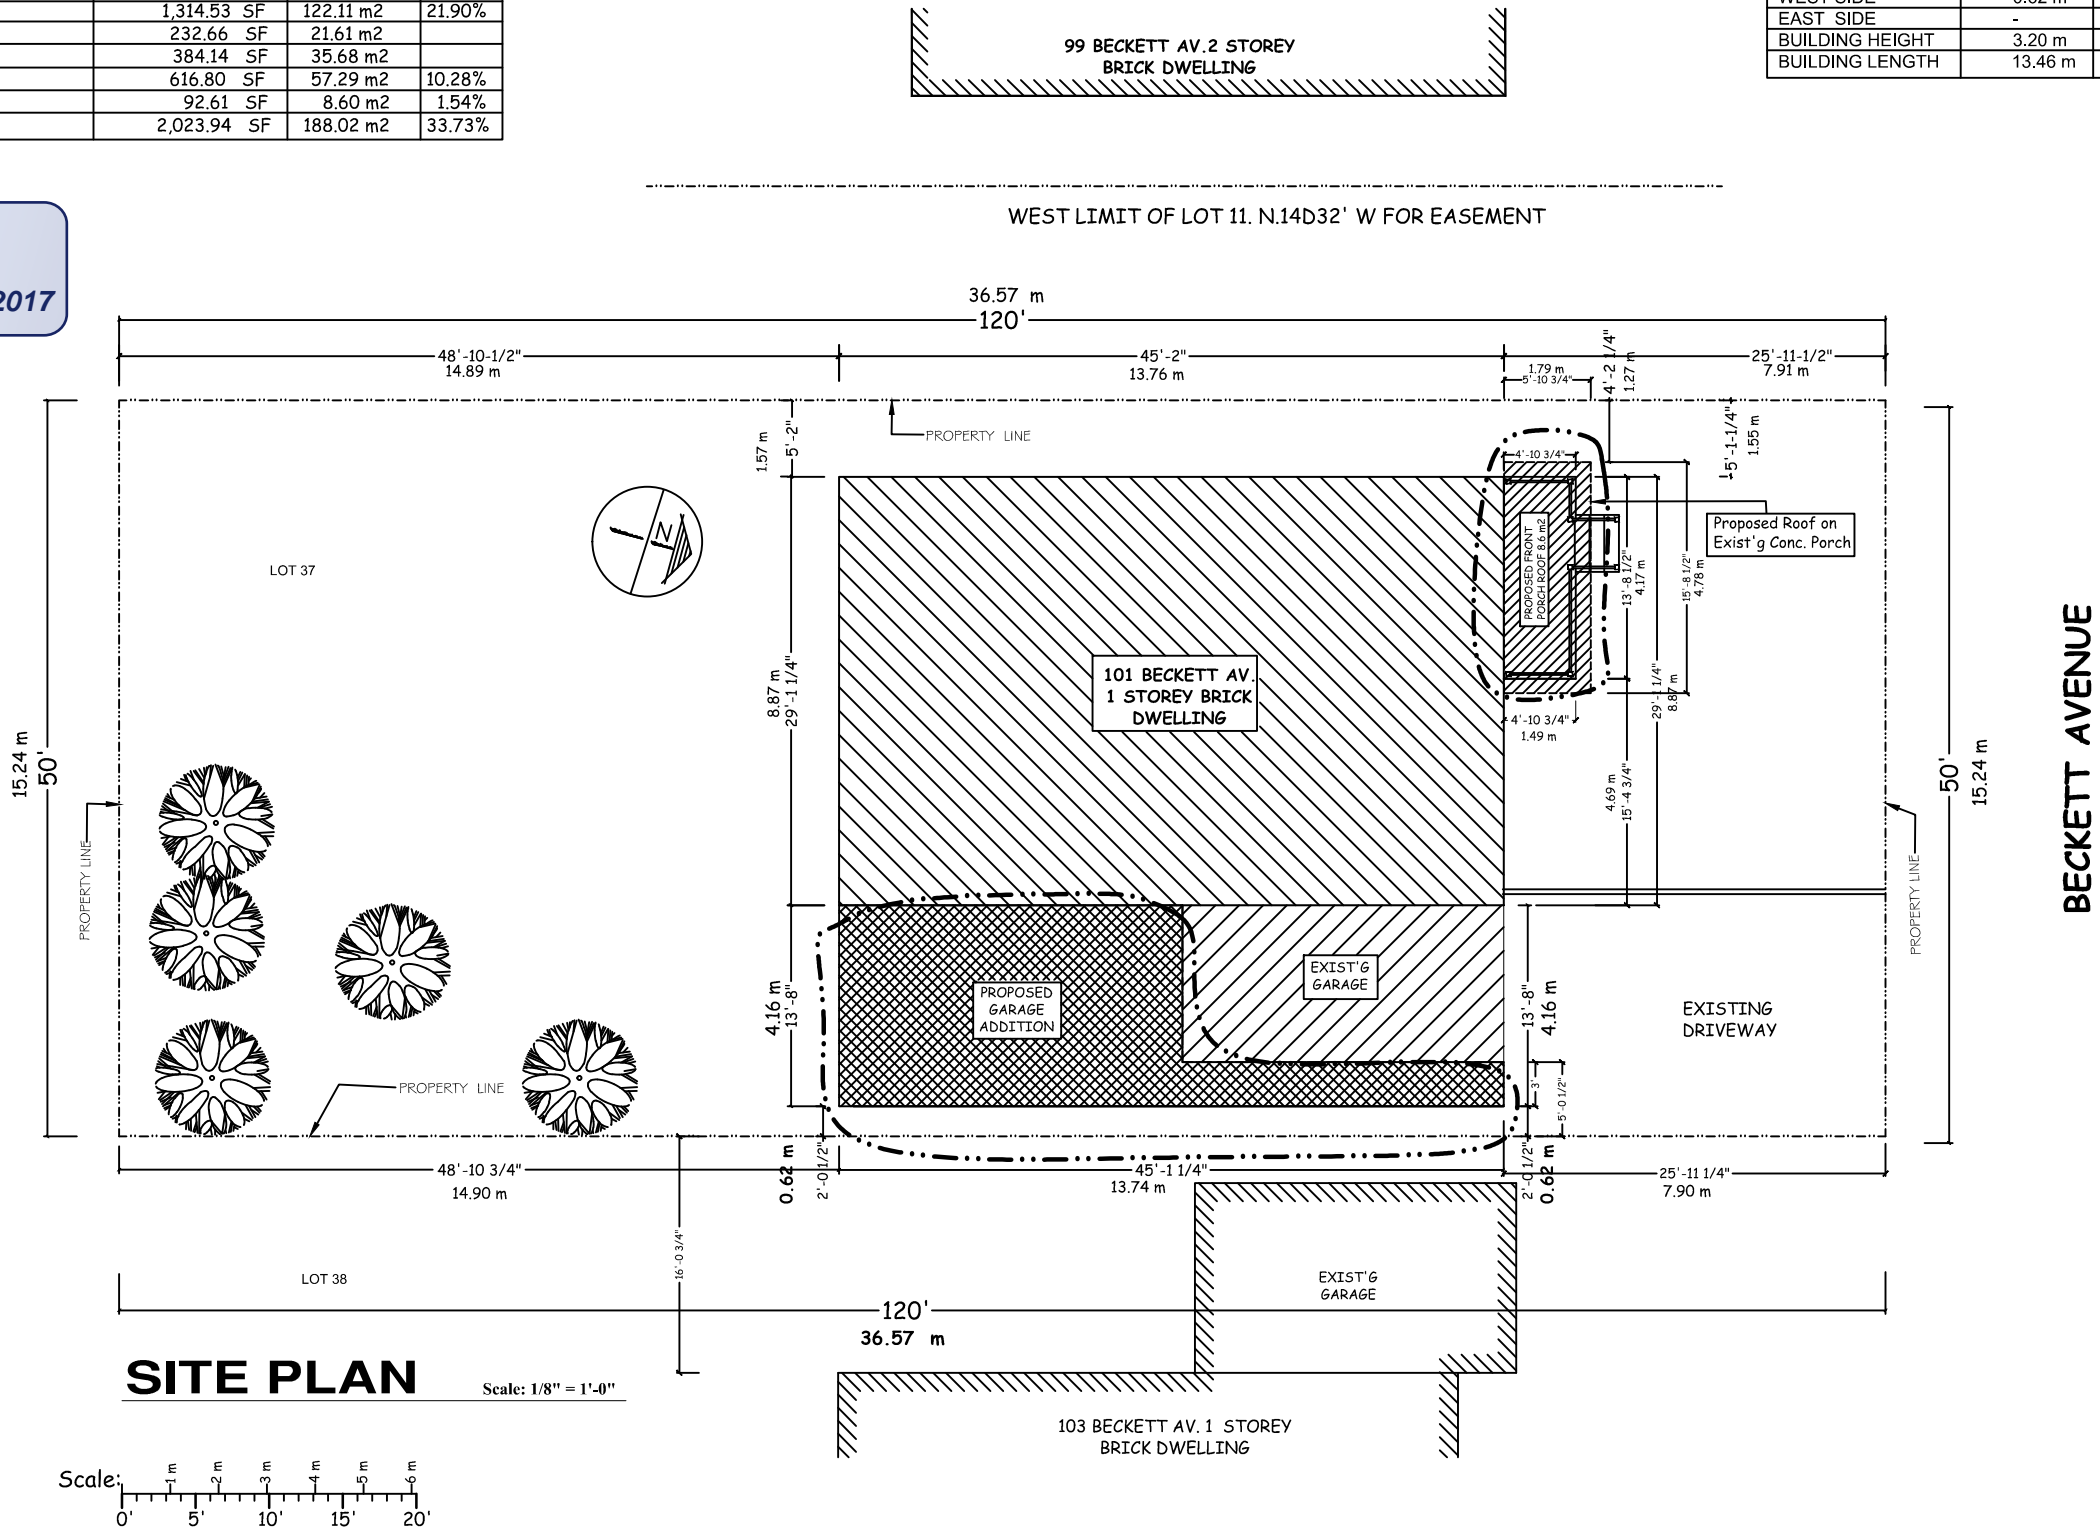 1,314.53 SF 122.11 m2 21.90%
232.66 SF 21.61 m2
384.14 SF 35.68 m2
616.80 SF 57.29 m2 10.28%
92.61 SF 8.60 m2 1.54%
2,023.94 SF 188.02 m2 33.73%
99 BECKETT AV.2 STOREY
BRICK DWELLING
EAST SIDE -
BUILDING HEIGHT 3.20 m
BUILDING LENGTH 13.46 m
WEST LIMIT OF LOT 11. N.14D32' W FOR EASEMENT
2017
36.57 m
120'
48'-10-1/2"
14.89 m
45'-2"
13.76 m
25'-11-1/2"
7.91 m
1.79 m
5'-10 3/4"
4'-2 1/4"
1.27 m
PROPERTY LINE
1.57 m
5'-2"
5'-1-1/4"
1.55 m
4'-10 3/4"
N
LOT 37
PROPOSED FRONT
PORCH ROOF 8.6 m2
Proposed Roof on
Exist'g Conc. Porch
13'-8 1/2"
4.17 m
15'-8 1/2"
4.78 m
29'-1 1/4"
8.87 m
101 BECKETT AV.
1 STOREY BRICK
DWELLING
8.87 m
29'-1 1/4"
4'-10 3/4"
1.49 m
4.69 m
15'-4 3/4"
15.24 m
50'
50'
15.24 m
BECKETT AVENUE
PROPERTY LINE
PROPERTY LINE
EXIST'G
GARAGE
PROPOSED
GARAGE
ADDITION
4.16 m
13'-8"
13'-8"
4.16 m
EXISTING
DRIVEWAY
3'
5'-0 1/2"
PROPERTY LINE
48'-10 3/4"
14.90 m
0.62 m
2'-0 1/2"
45'-1 1/4"
13.74 m
2'-0 1/2"
0.62 m
25'-11 1/4"
7.90 m
16'-0 3/4"
LOT 38
EXIST'G
GARAGE
120'
36.57 m
SITE PLAN
Scale: 1/8" = 1'-0"
103 BECKETT AV. 1 STOREY
BRICK DWELLING
Scale:
1 m 2 m 3 m 4 m 5 m 6 m
0' 5' 10' 15' 20'